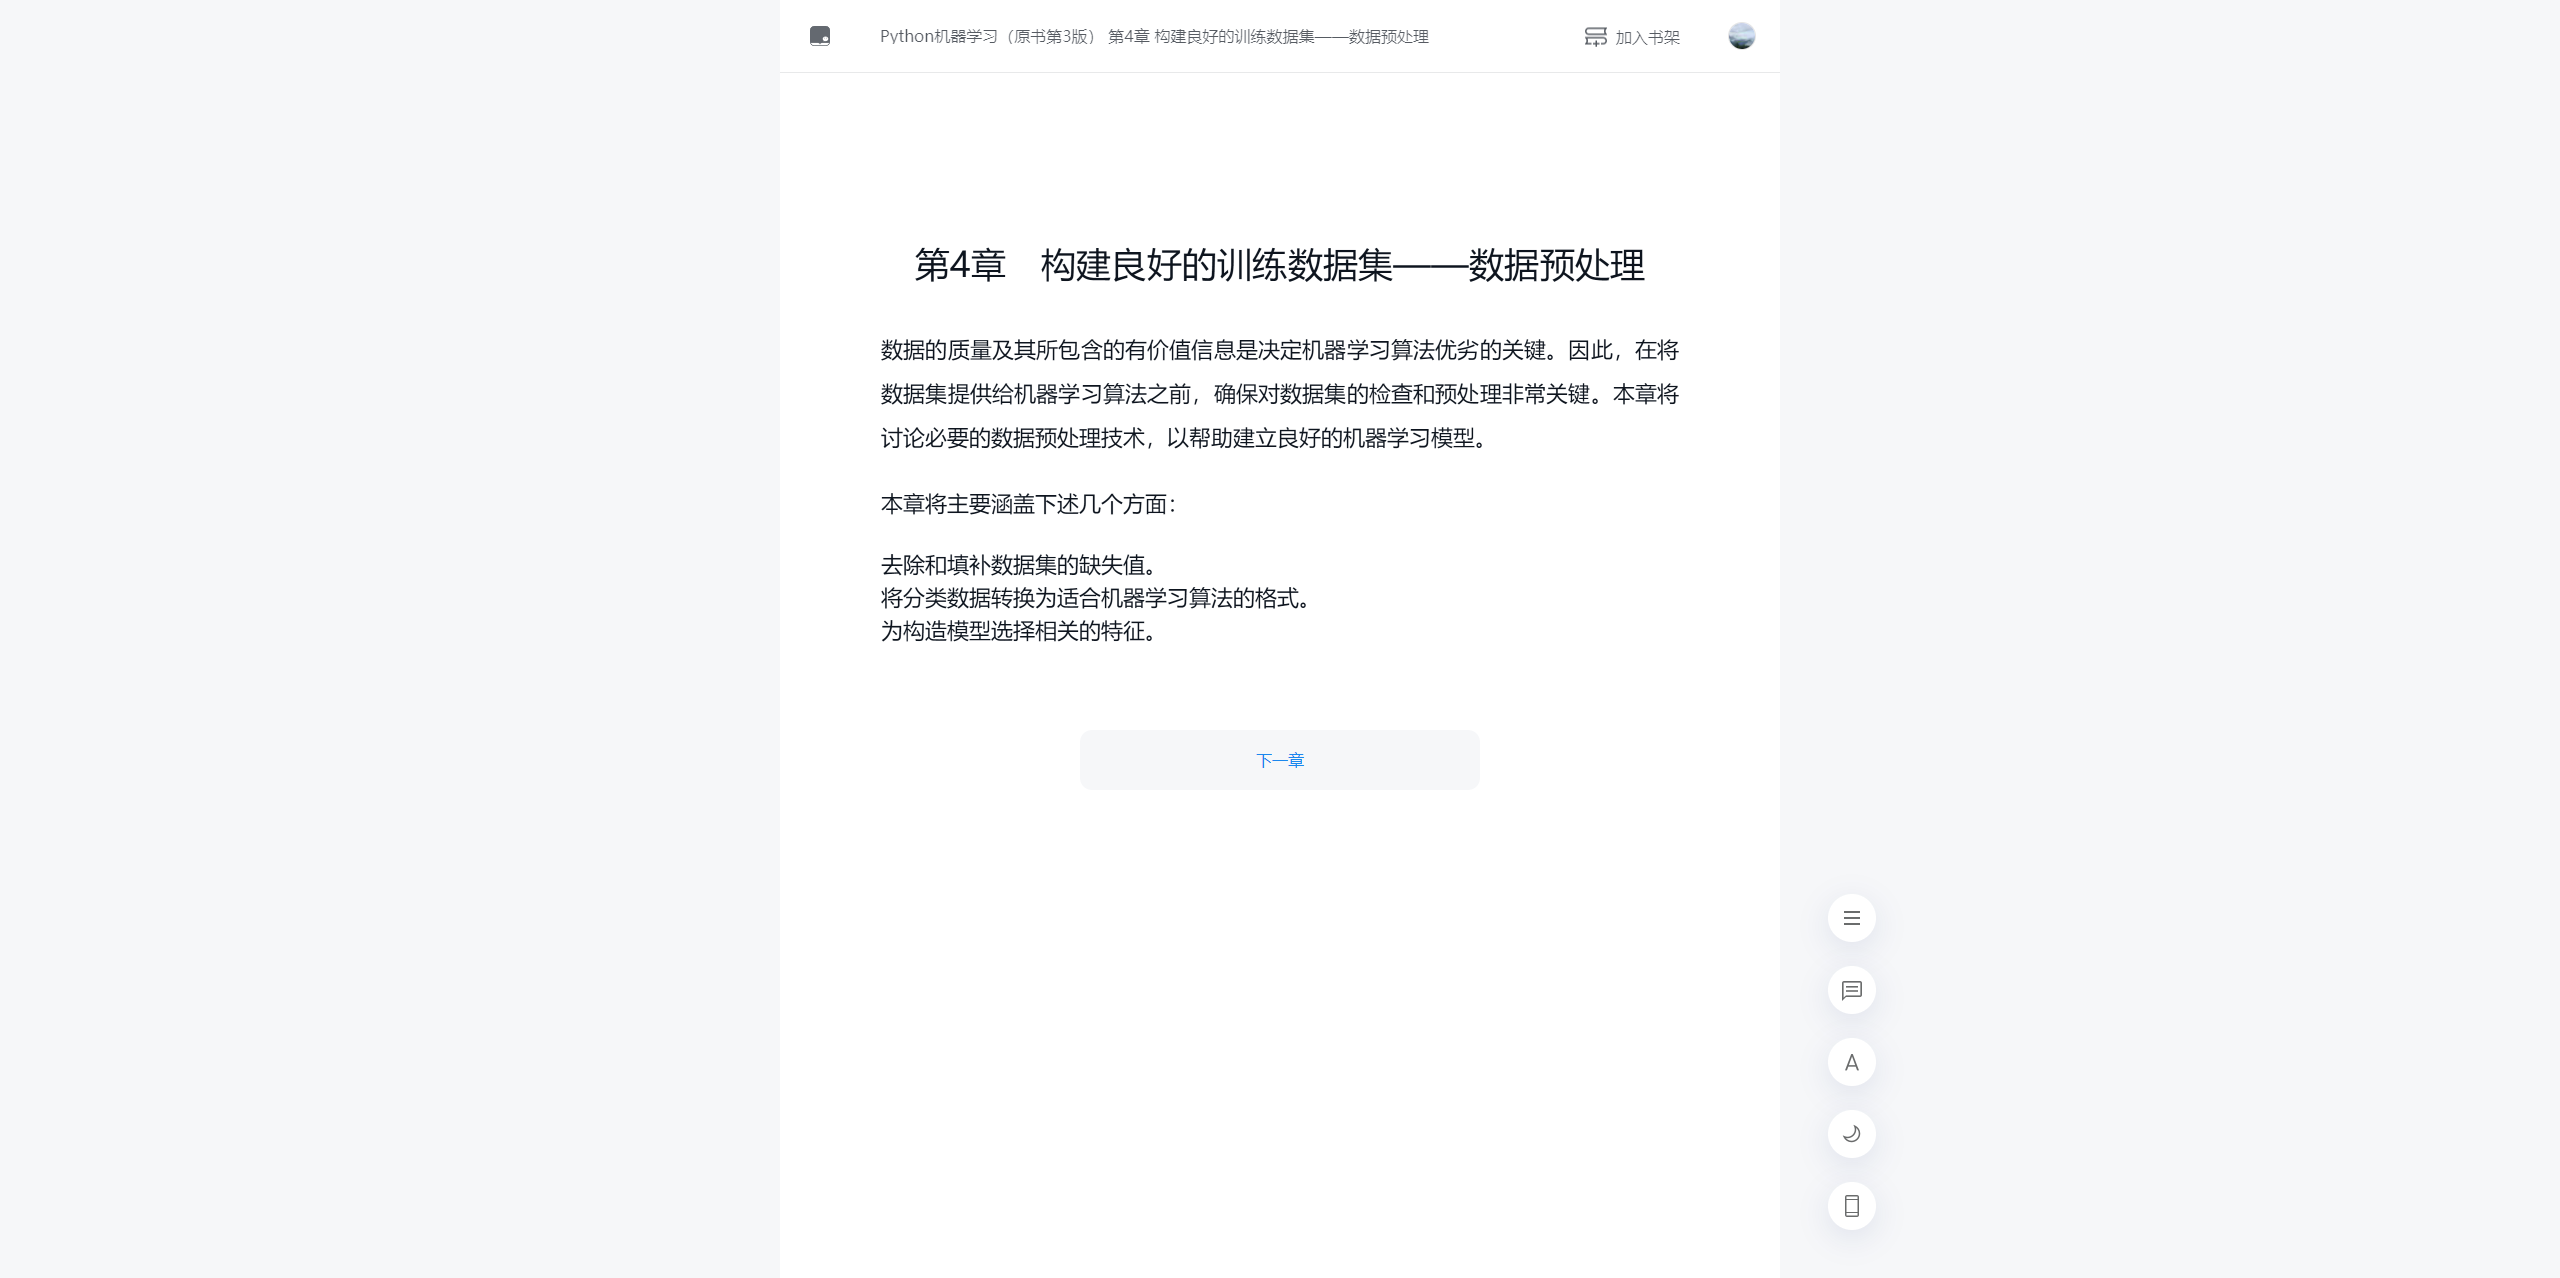 Python机器学习（原书第3版） 第4章 构建良好的训练数据集——数据预处理
加入书架
第4章　构建良好的训练数据集——数据预处理
数据的质量及其所包含的有价值信息是决定机器学习算法优劣的关键。因此，在将
数据集提供给机器学习算法之前，确保对数据集的检查和预处理非常关键。本章将
讨论必要的数据预处理技术，以帮助建立良好的机器学习模型。
本章将主要涵盖下述几个方面：
去除和填补数据集的缺失值。
将分类数据转换为适合机器学习算法的格式。
为构造模型选择相关的特征。
下一章
A